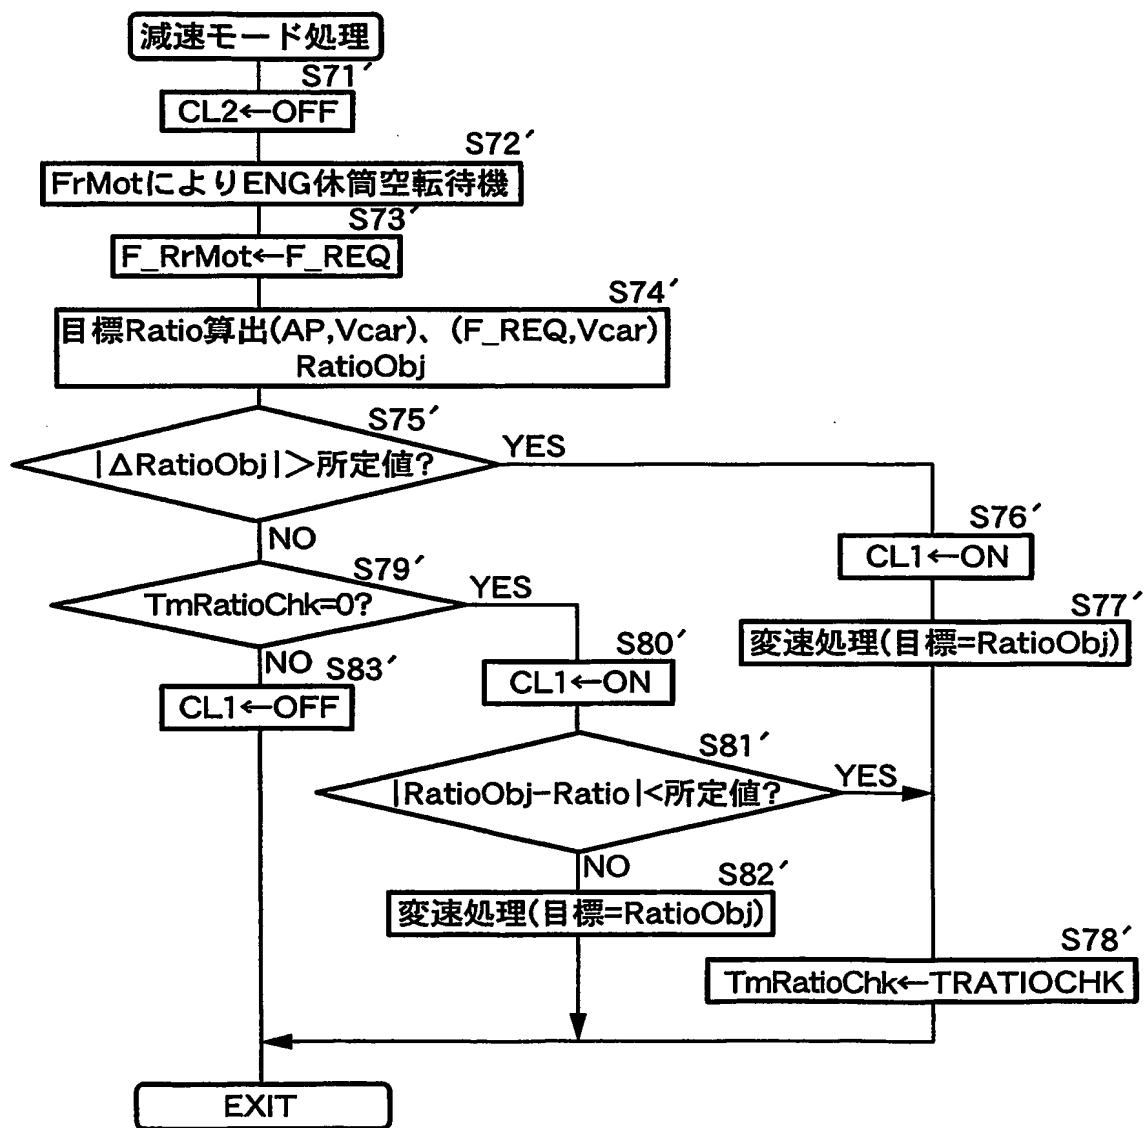 減速モード処理
S71´
CL2←OFF
S72´
FrMotによりENG休筒空転待機
S73´
F_RrMot←F_REQ
S74´
目標Ratio算出(AP,Vcar)、(F_REQ,Vcar)
RatioObj
S75´
|ΔRatioObj|>所定値?
YES
NO
S76´
CL1←ON
S77´
変速処理(目標=RatioObj)
S79´
TmRatioChk=0?
YES
NO
S80´
CL1←ON
S83´
CL1←OFF
S81´
|RatioObj-Ratio|<所定値?
YES
NO
S82´
変速処理(目標=RatioObj)
S78´
TmRatioChk←TRATIOCHK
EXIT